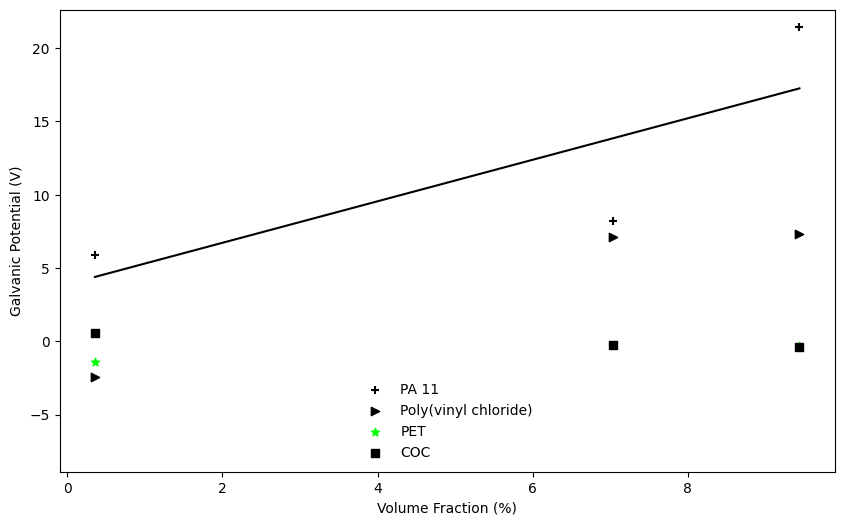 20
15
10
5
0
−5
0
2
4
6
8
Galvanic Potential (V)
Volume Fraction (%)
PA 11
Poly(vinyl chloride)
PET
COC